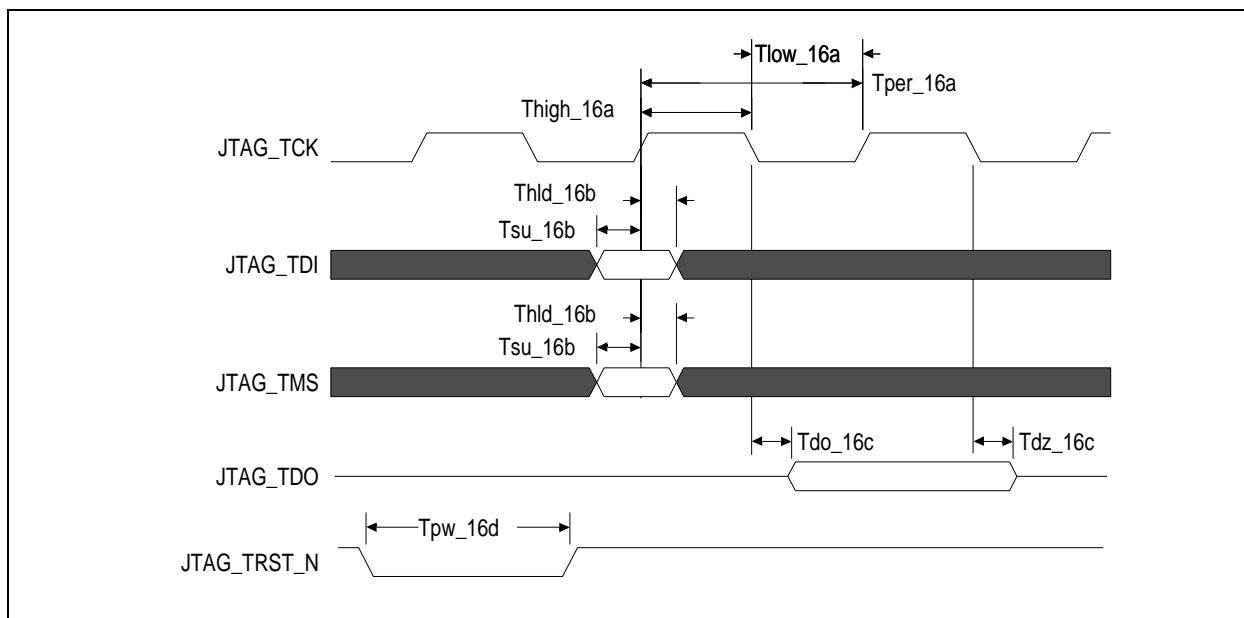 Tlow_16a
Tper_16a
Thigh_16a
JTAG_TCK
Thld_16b
Tsu_16b
JTAG_TDI
Thld_16b
Tsu_16b
JTAG_TMS
Tdo_16c
Tdz_16c
JTAG_TDO
Tpw_16d
JTAG_TRST_N